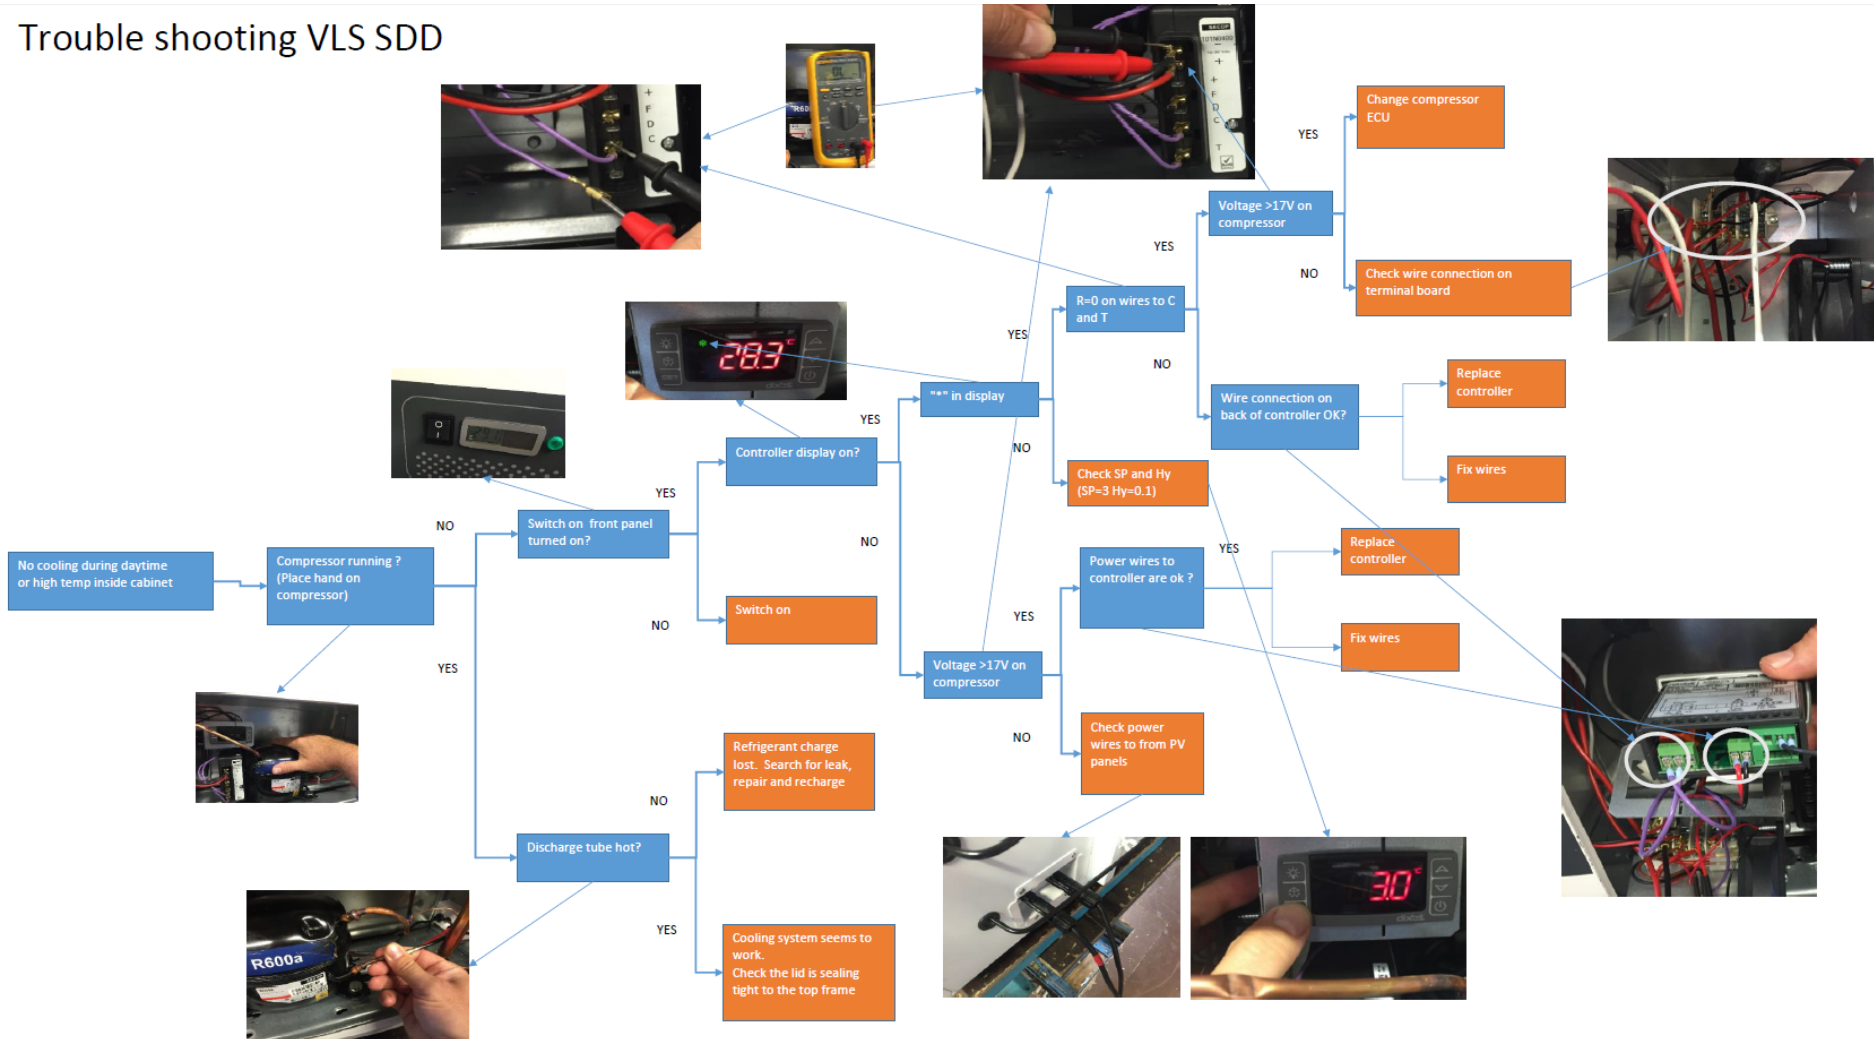 Trouble shooting VLS SDD
+
F
D
C
SECOP
+
+
F
D
C
T
R600
28.3
°C
dixell
O
I
Change compressor
ECU
YES
Voltage >17V on
compressor
YES
NO
Check wire connection on
terminal board
R=0 on wires to C
and T
YES
NO
Replace
controller
"*" in display
Wire connection on
back of controller OK?
YES
NO
Controller display on?
Check SP and Hy
(SP=3 Hy=0.1)
Fix wires
YES
NO
Switch on front panel
turned on?
NO
YES
Replace
controller
No cooling during daytime
or high temp inside cabinet
Compressor running ?
(Place hand on
compressor)
Power wires to
controller are ok ?
Switch on
NO
YES
Fix wires
YES
Voltage >17V on
compressor
NO
Check power
wires to from PV
panels
Refrigerant charge
lost. Search for leak,
repair and recharge
NO
Discharge tube hot?
YES
Cooling system seems to
work.
Check the lid is sealing
tight to the top frame
R600a
3.0
°C
dixell